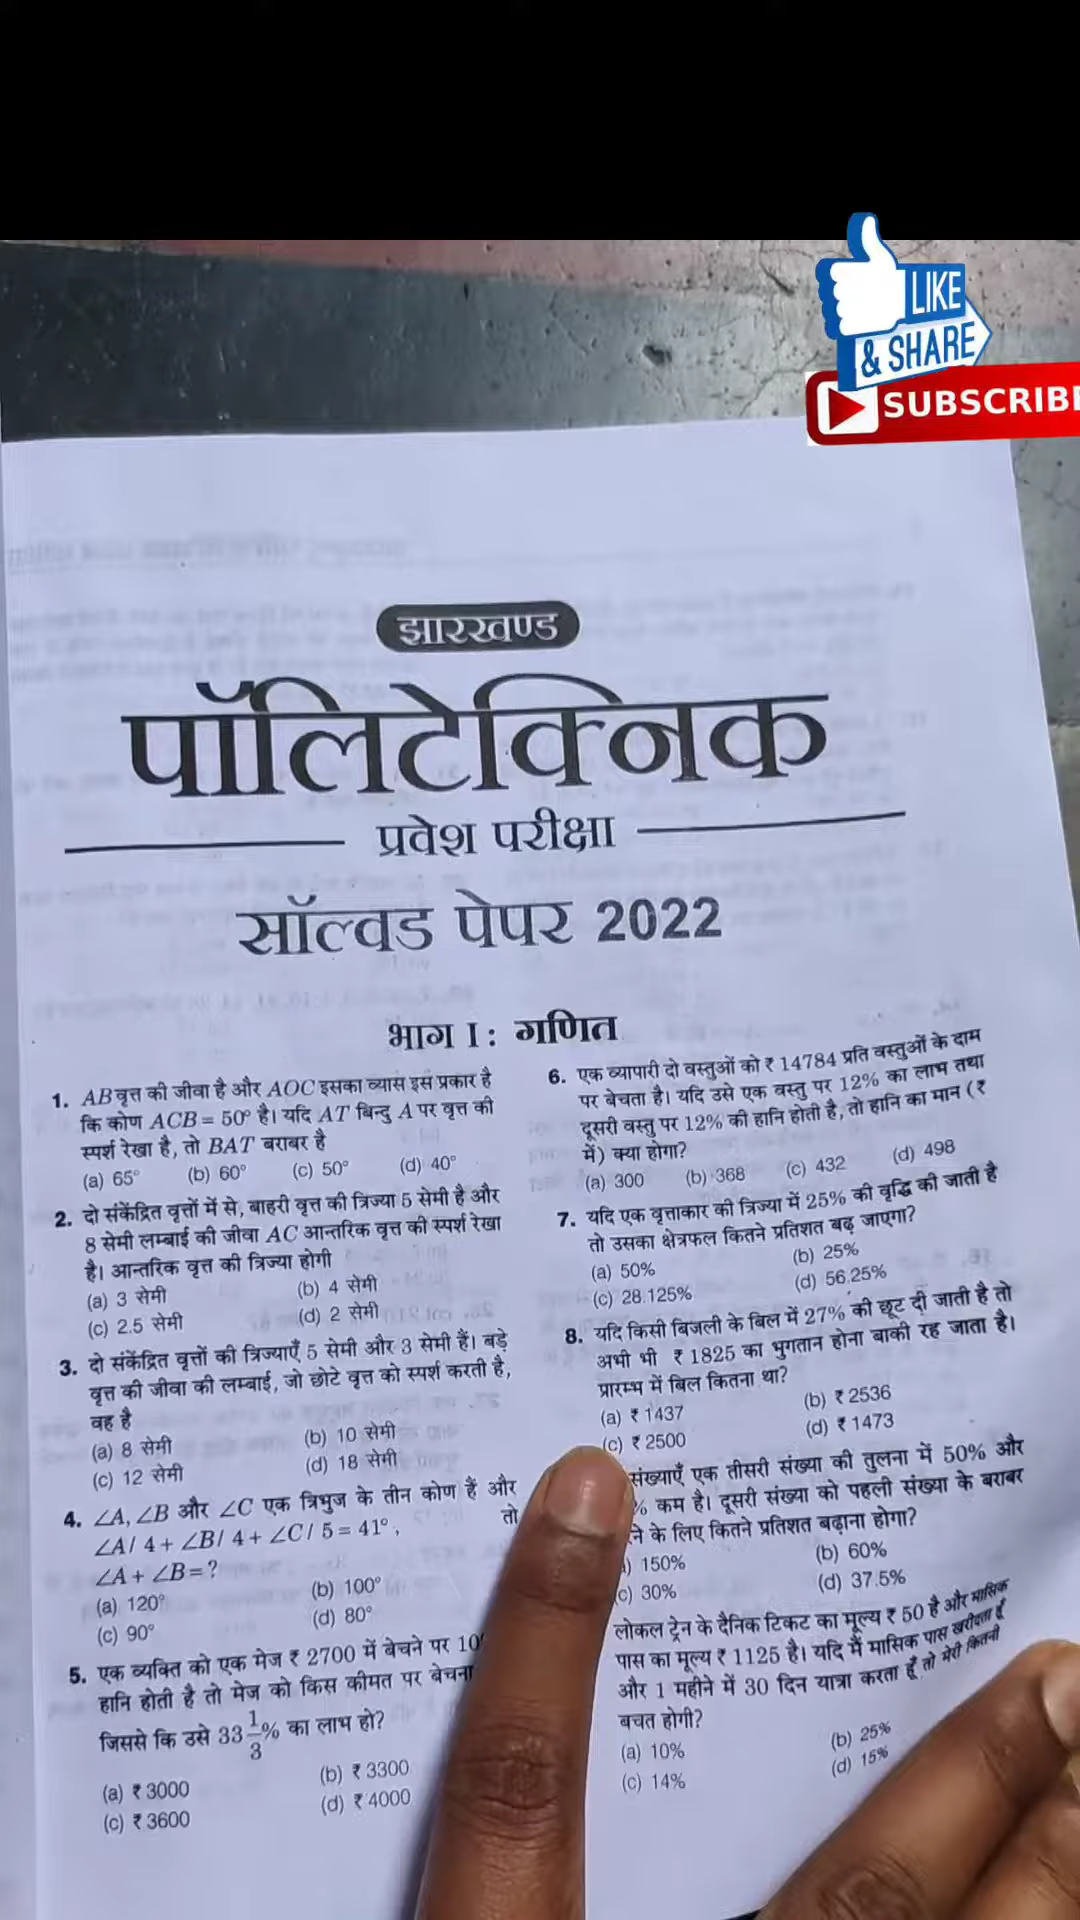 LIKE
& SHARE
SUBSCRIBE
झारखण्ड
पॉलिटेक्निक
प्रवेश परीक्षा
सॉल्वड पेपर 2022
भाग I : गणित
1. AB वृत्त की जीवा है और AOC इसका व्यास इस प्रकार है
कि कोण ACB = 50° है। यदि AT बिन्दु A पर वृत्त की
स्पर्श रेखा है, तो BAT बराबर है
(a) 65° (b) 60° (c) 50° (d) 40°
2. दो संकेंद्रित वृत्तों में से, बाहरी वृत्त की त्रिज्या 5 सेमी है और
8 सेमी लम्बाई की जीवा AC आन्तरिक वृत्त की स्पर्श रेखा
है। आन्तरिक वृत्त की त्रिज्या होगी
(a) 3 सेमी (b) 4 सेमी
(c) 2.5 सेमी (d) 2 सेमी
3. दो संकेंद्रित वृत्तों की त्रिज्याएँ 5 सेमी और 3 सेमी हैं। बड़े
वृत्त की जीवा की लम्बाई, जो छोटे वृत्त को स्पर्श करती है,
वह है
(a) 8 सेमी (b) 10 सेमी
(c) 12 सेमी (d) 18 सेमी
4. ∠A, ∠B और ∠C एक त्रिभुज के तीन कोण हैं और
∠A/ 4 + ∠B/ 4 + ∠C/ 5 = 41°, तो
∠A + ∠B = ?
(a) 120° (b) 100°
(c) 90° (d) 80°
5. एक व्यक्ति को एक मेज ₹ 2700 में बेचने पर 10
हानि होती है तो मेज को किस कीमत पर बेचना
जिससे कि उसे 33 1/3 % का लाभ हो?
(a) ₹ 3000 (b) ₹ 3300
(c) ₹ 3600 (d) ₹ 4000
6. एक व्यापारी दो वस्तुओं को ₹ 14784 प्रति वस्तुओं के दाम
पर बेचता है। यदि उसे एक वस्तु पर 12% का लाभ तथा
दूसरी वस्तु पर 12% की हानि होती है, तो हानि का मान (₹
में) क्या होगा?
(a) 300 (b) 368 (c) 432 (d) 498
7. यदि एक वृत्ताकार की त्रिज्या में 25% की वृद्धि की जाती है
तो उसका क्षेत्रफल कितने प्रतिशत बढ़ जाएगा?
(a) 50% (b) 25%
(c) 28.125% (d) 56.25%
8. यदि किसी बिजली के बिल में 27% की छूट दी जाती है तो
अभी भी ₹ 1825 का भुगतान होना बाकी रह जाता है।
प्रारम्भ में बिल कितना था?
(a) ₹ 1437 (b) ₹ 2536
(c) ₹ 2500 (d) ₹ 1473
संख्याएँ एक तीसरी संख्या की तुलना में 50% और
% कम है। दूसरी संख्या को पहली संख्या के बराबर
के लिए कितने प्रतिशत बढ़ाना होगा?
150% (b) 60%
(c) 30% (d) 37.5%
लोकल ट्रेन के दैनिक टिकट का मूल्य ₹ 50 है और मासिक
पास का मूल्य ₹ 1125 है। यदि मैं मासिक पास खरीदता हूँ
और 1 महीने में 30 दिन यात्रा करता हूँ तो मेरी कितनी
बचत होगी?
(a) 10% (b) 25%
(c) 14% (d) 15%